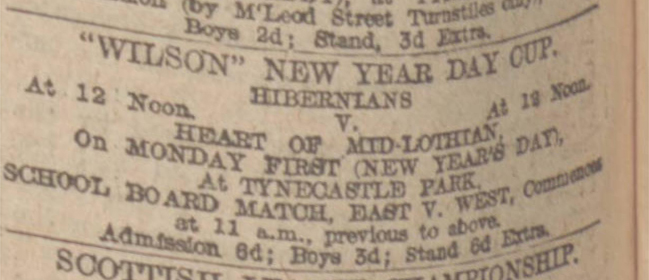 (by M'Leod Street Turnstiles only),
Boys 2d; Stand, 3d Extra.
"WILSON" NEW YEAR DAY CUP.
At 12 Noon. HIBERNIANS At 12 Noon.
V.
HEART OF MID-LOTHIAN,
On MONDAY FIRST (NEW YEAR'S DAY),
At TYNECASTLE PARK.
SCHOOL BOARD MATCH, EAST V. WEST, Commences
at 11 a.m., previous to above.
Admission 6d; Boys 3d; Stand 6d Extra.
SCOTTISH CHAMPIONSHIP.